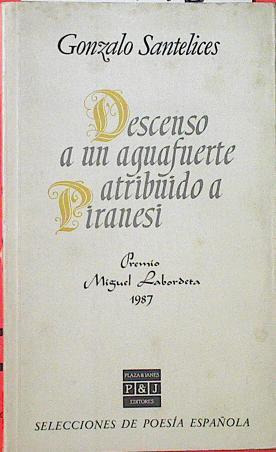 Gonzalo Santelices
Descenso
a un aguafuerte
atribuido a
Piranesi
Premio
Miguel Labordeta
1987
PLAZA & JANES
P&J
EDITORES
SELECCIONES DE POESÍA ESPAÑOLA